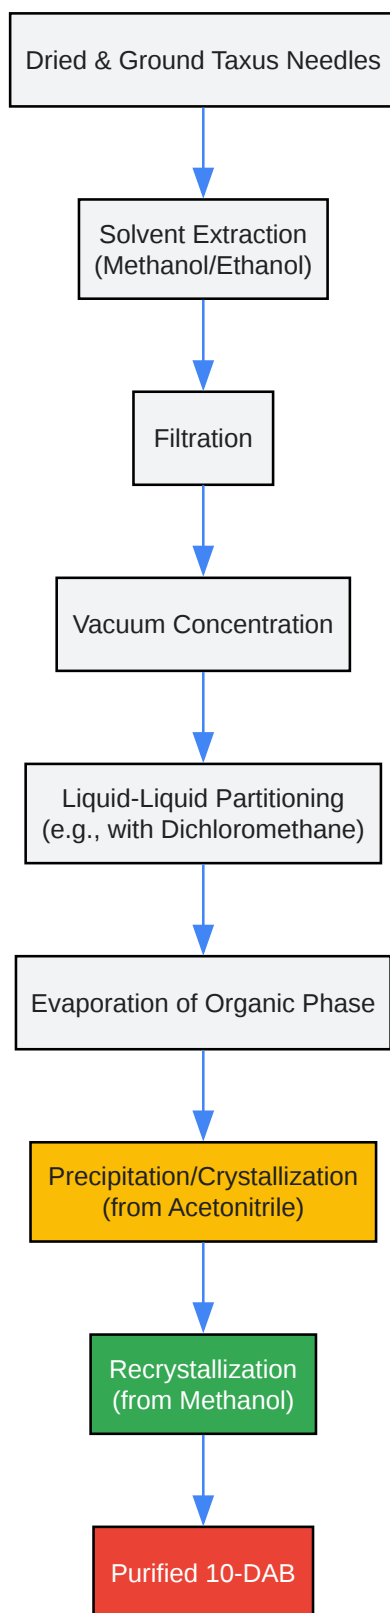 Dried & Ground Taxus Needles
Solvent Extraction
(Methanol/Ethanol)
Filtration
Vacuum Concentration
Liquid-Liquid Partitioning
(e.g., with Dichloromethane)
Evaporation of Organic Phase
Precipitation/Crystallization
(from Acetonitrile)
Recrystallization
(from Methanol)
Purified 10-DAB